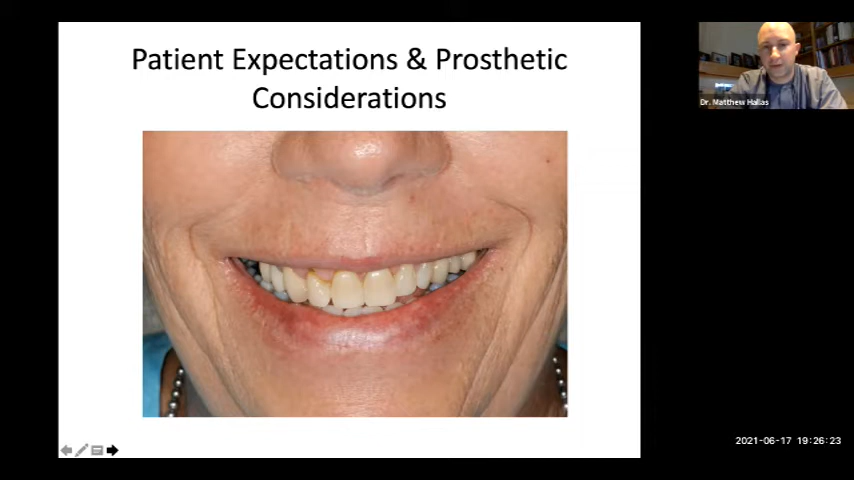 Patient Expectations & Prosthetic
Considerations
Dr. Matthew Hallas
2021-06-17 19:26:23